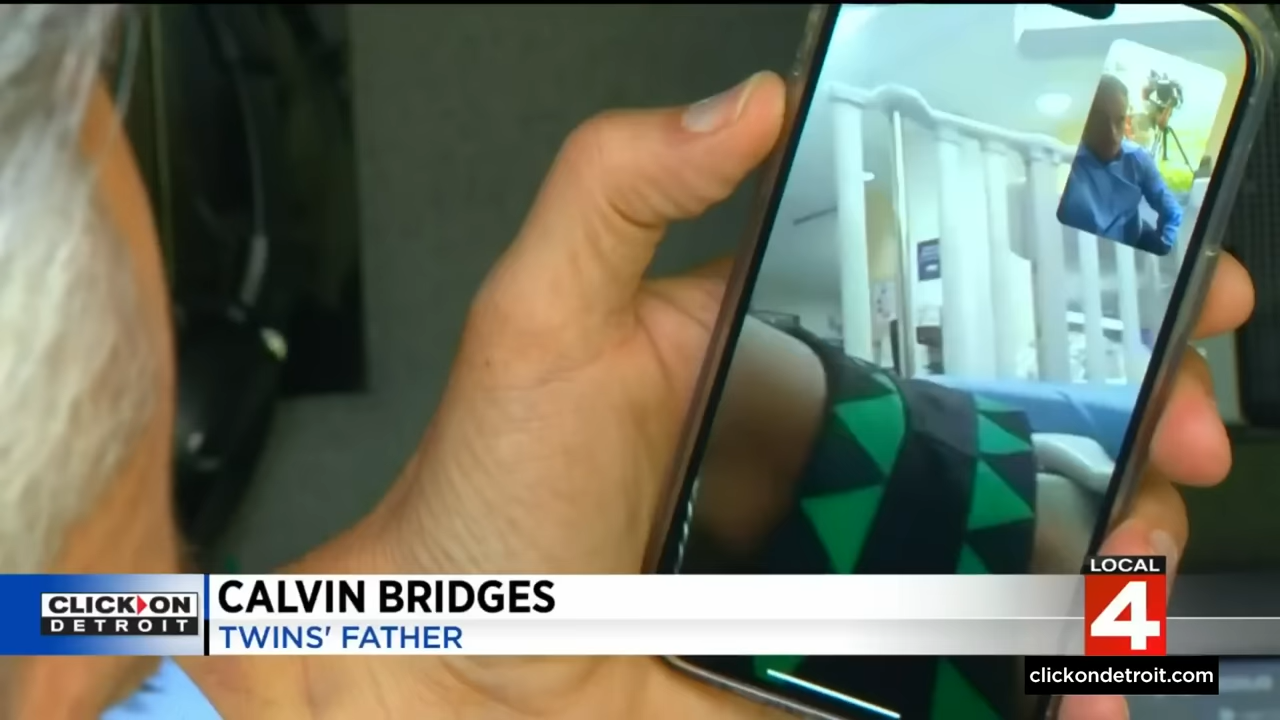 CLICK ON
DETROIT
CALVIN BRIDGES
TWINS' FATHER
LOCAL
4
clickondetroit.com